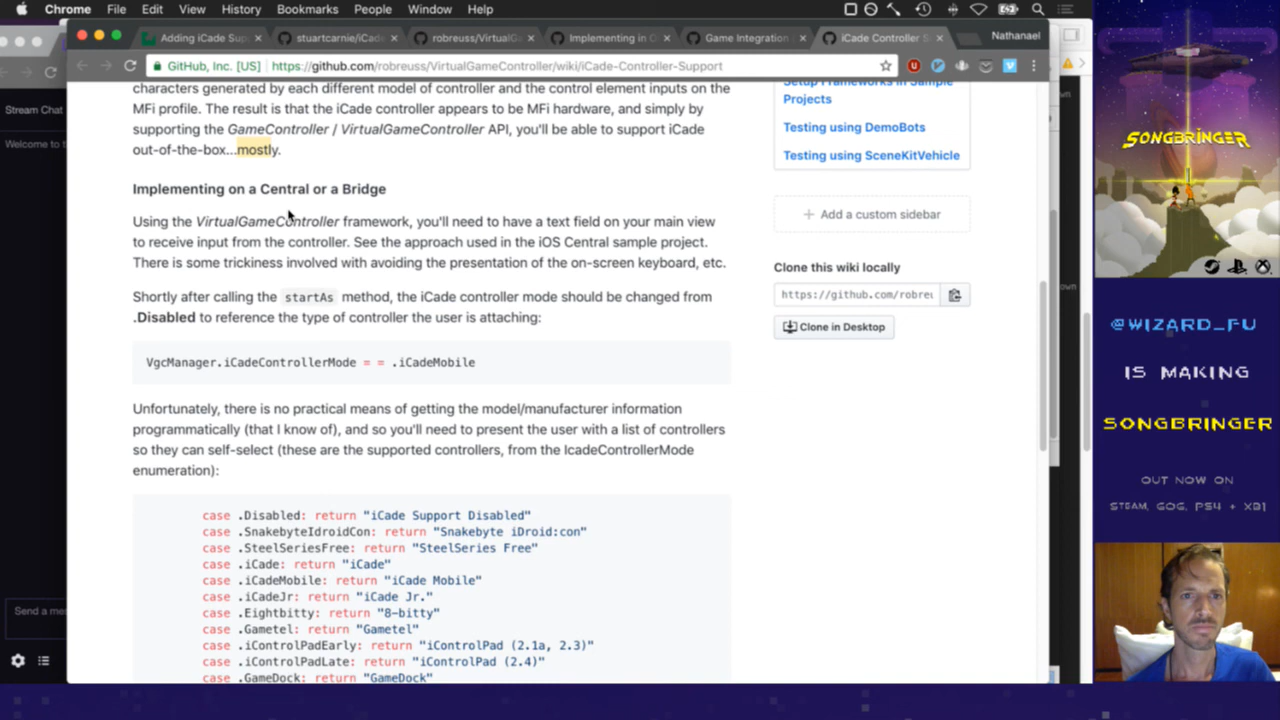 Chrome File Edit View History Bookmarks People Window Help
Adding iCade Sup
stuartcarnie/iCade
robreuss/VirtualGa
Implementing in O
Game Integration
iCade Controller S
Nathanael
GitHub, Inc. [US] https://github.com/robreuss/VirtualGameController/wiki/iCade-Controller-Support
Stream Chat
Welcome to t
Send a me
characters generated by each different model of controller and the control element inputs on the
MFi profile. The result is that the iCade controller appears to be MFi hardware, and simply by
supporting the GameController / VirtualGameController API, you'll be able to support iCade
out-of-the-box...mostly.
Implementing on a Central or a Bridge
Using the VirtualGameController framework, you'll need to have a text field on your main view
to receive input from the controller. See the approach used in the iOS Central sample project.
There is some trickiness involved with avoiding the presentation of the on-screen keyboard, etc.
Shortly after calling the startAs method, the iCade controller mode should be changed from
.Disabled to reference the type of controller the user is attaching:
VgcManager.iCadeControllerMode = = .iCadeMobile
Unfortunately, there is no practical means of getting the model/manufacturer information
programmatically (that I know of), and so you'll need to present the user with a list of controllers
so they can self-select (these are the supported controllers, from the IcadeControllerMode
enumeration):
case .Disabled: return "iCade Support Disabled"
case .SnakebyteIdroidCon: return "Snakebyte iDroid:con"
case .SteelSeriesFree: return "SteelSeries Free"
case .iCade: return "iCade"
case .iCadeMobile: return "iCade Mobile"
case .iCadeJr: return "iCade Jr."
case .Eightbitty: return "8-bitty"
case .Gametel: return "Gametel"
case .iControlPadEarly: return "iControlPad (2.1a, 2.3)"
case .iControlPadLate: return "iControlPad (2.4)"
case .GameDock: return "GameDock"
Setup Frameworks in Sample
Projects
Testing using DemoBots
Testing using SceneKitVehicle
+ Add a custom sidebar
Clone this wiki locally
https://github.com/robreu
Clone in Desktop
SONGBRINGER
@WIZARD_FU
IS MAKING
SONGBRINGER
OUT NOW ON
STEAM, GOG, PS4 + XB1